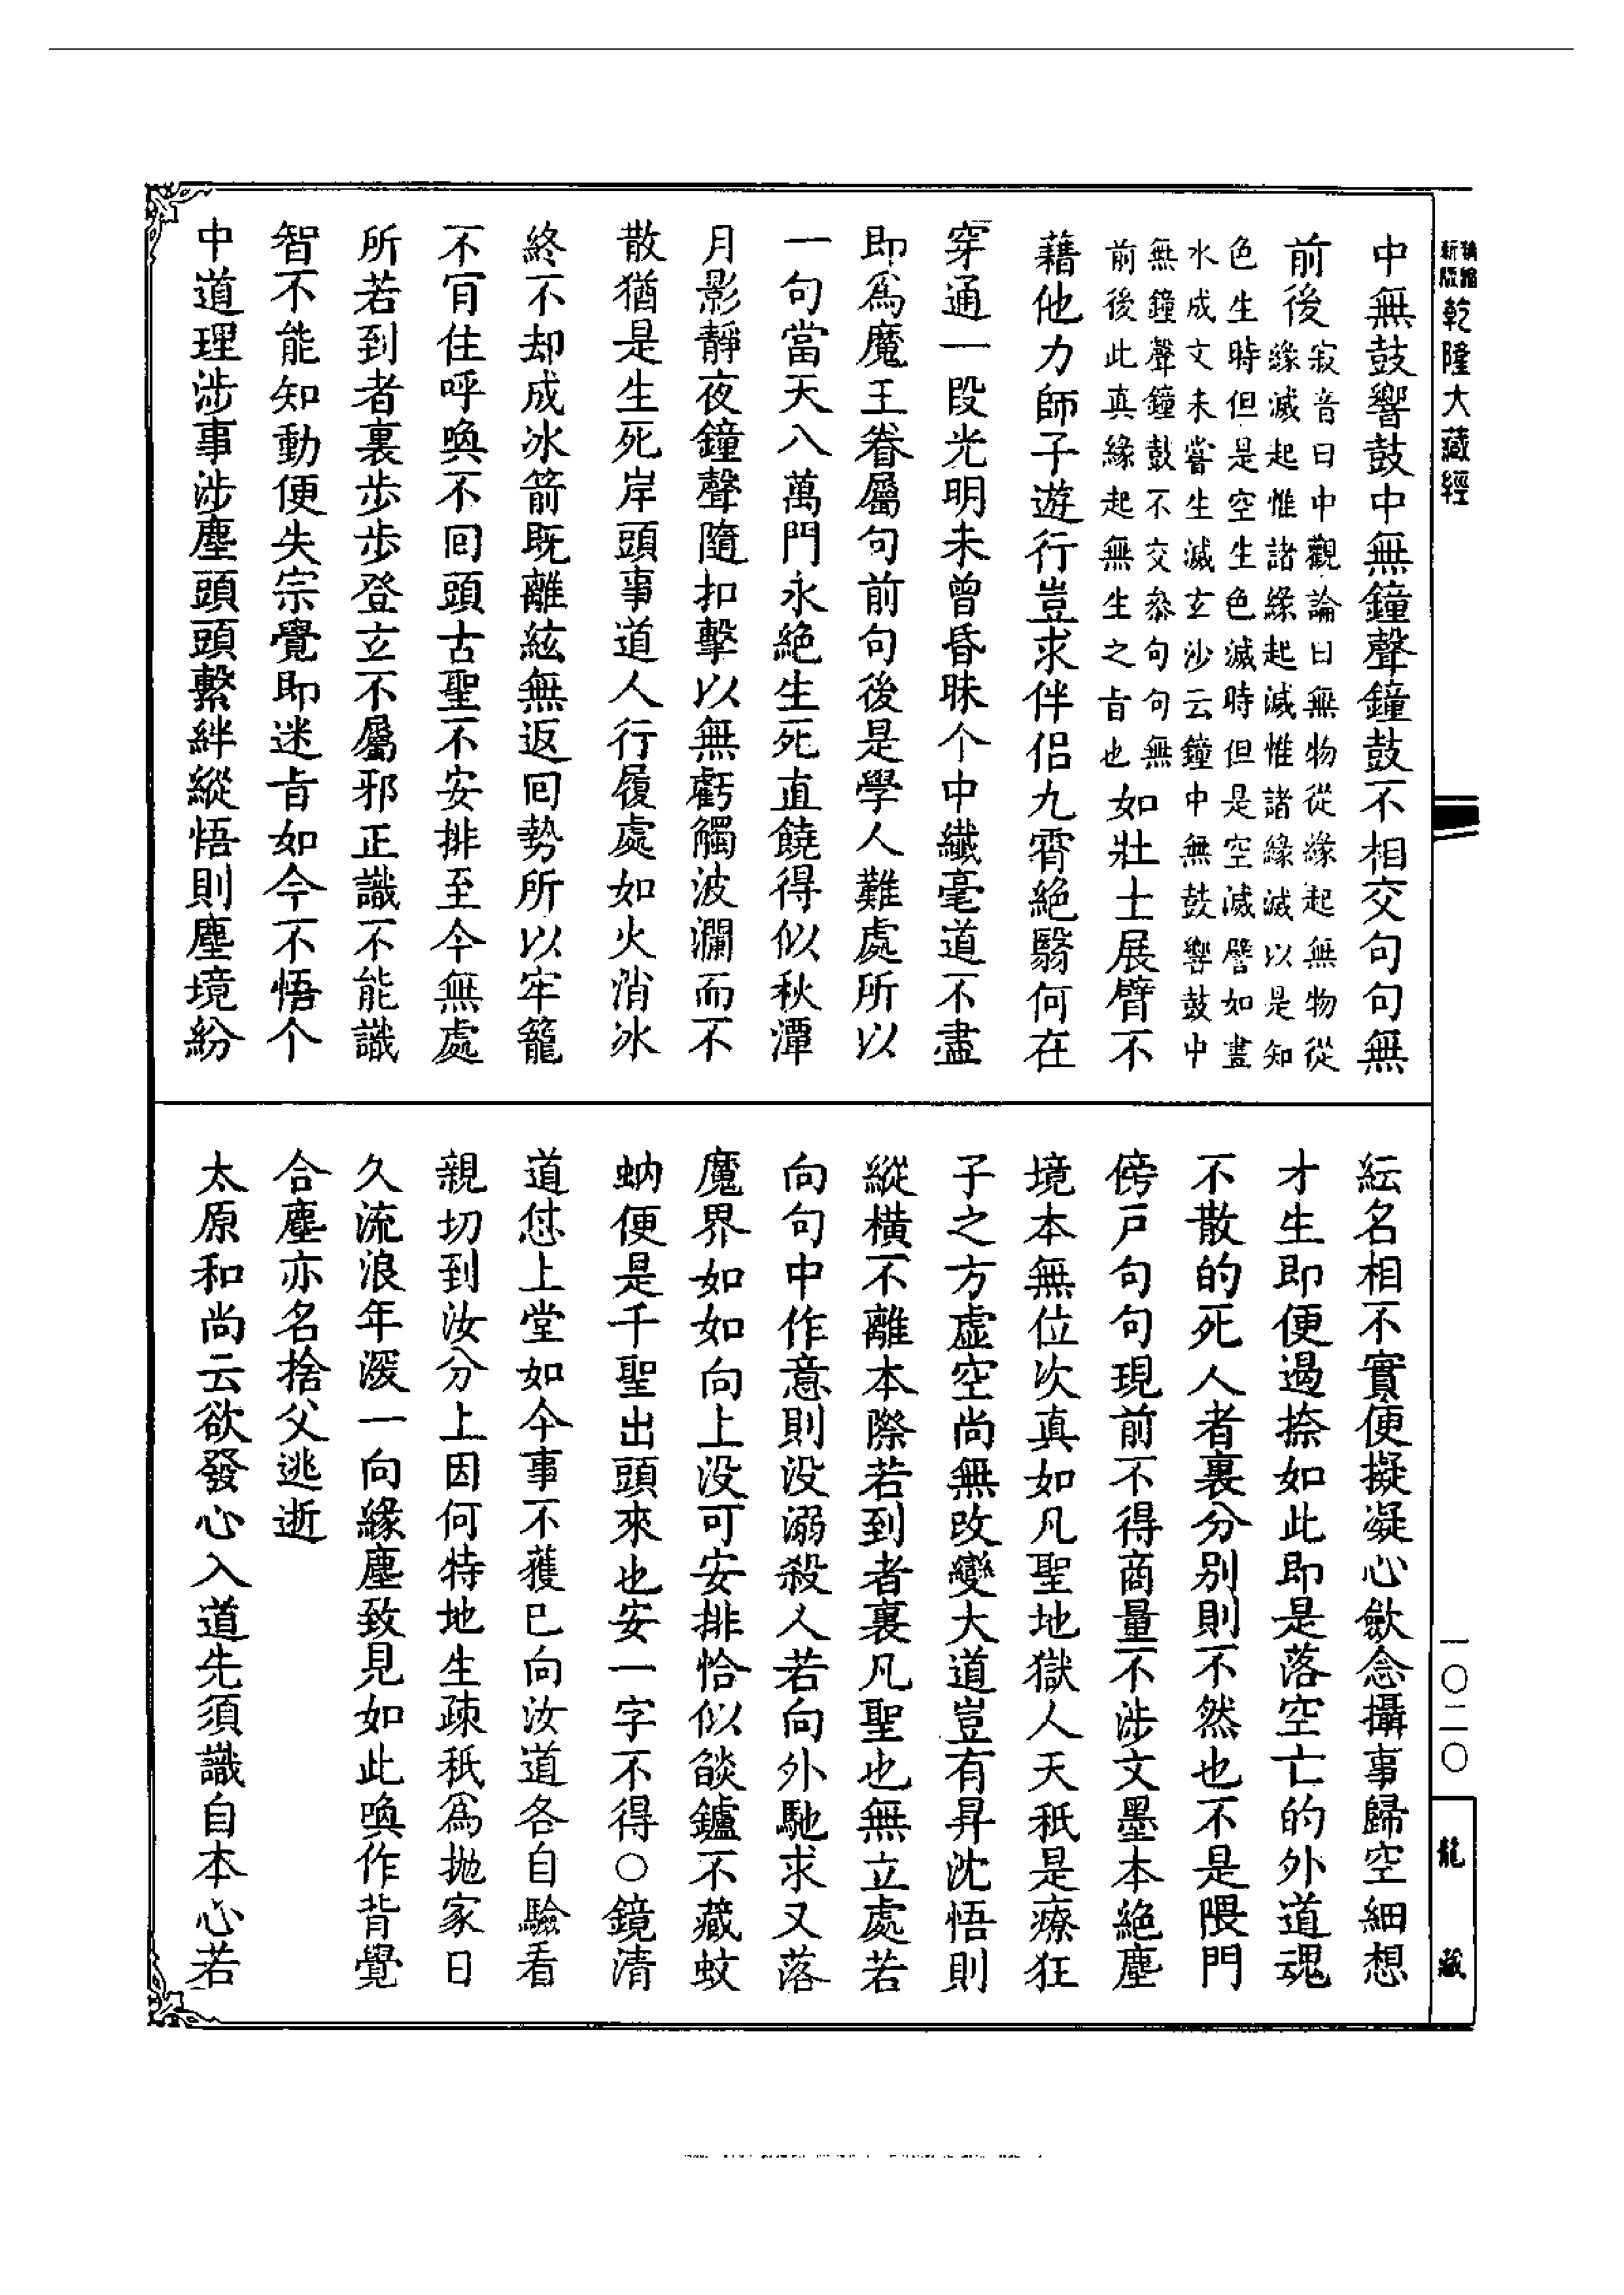 乾隆大藏經
一〇二〇
龍藏
中無鼓響鼓中無鐘聲鐘鼓不相交句句無
前後寂音曰中觀論曰無物從緣起無物從
緣滅起惟諸緣起滅惟諸緣滅以是知
色生時但是空生色滅時但是空滅譬如畫
水成文未嘗生滅玄沙云鐘中無鼓響鼓中
無鐘聲鐘鼓不交叅句句無
前後此真緣起無生之旨也如壯士展臂不
藉他力師子遊行豈求伴侶九霄絕翳何在
穿通一段光明未曾昏昧个中纖毫道不盡
即爲魔王眷屬句前句後是學人難處所以
一句當天八萬門永絕生死直饒得似秋潭
月影靜夜鐘聲隨扣擊以無虧觸波瀾而不
散猶是生死岸頭事道人行履處如火消冰
終不却成冰箭既離絃無返回勢所以牢籠
不肎住呼喚不回頭古聖不安排至今無處
所若到者裏步步登玄不屬邪正識不能識
智不能知動便失宗覺即迷旨如今不悟个
中道理涉事涉塵頭頭繫絆縱悟則塵境紛
紜名相不實便擬凝心斂念攝事歸空細想
才生即便遏捺如此即是落空亡的外道魂
不散的死人者裏分別則不然也不是隈門
傍戶句句現前不得商量不涉文墨本絕塵
境本無位次真如凡聖地獄人天秖是療狂
子之方虛空尚無改變大道豈有昇沈悟則
縱橫不離本際若到者裏凡聖也無立處若
向句中作意則沒溺殺人若向外馳求又落
魔界如如向上沒可安排恰似燄鑪不藏蚊
蚋便是千聖出頭來也安一字不得○鏡清
道怤上堂如今事不獲已向汝道各自驗看
親切到汝分上因何特地生疎秖爲拋家日
久流浪年深一向緣塵致見如此喚作背覺
合塵亦名捨父逃逝
太原和尚云欲發心入道先須識自本心若